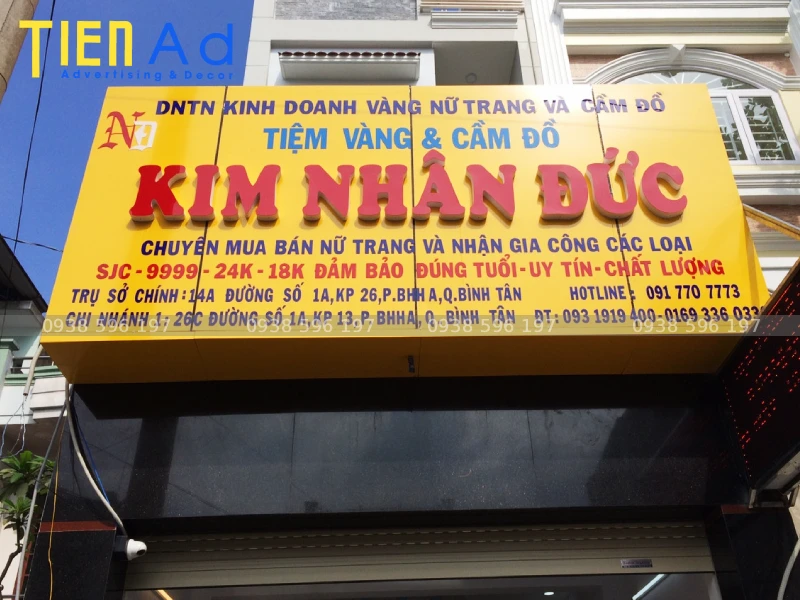 TIEN Ad
Advertising & Decor
NĐ
DNTN KINH DOANH VÀNG NỮ TRANG VÀ CẦM ĐỒ
TIỆM VÀNG & CẦM ĐỒ
KIM NHÂN ĐỨC
CHUYÊN MUA BÁN NỮ TRANG VÀ NHẬN GIA CÔNG CÁC LOẠI
SJC - 9999 - 24K - 18K ĐẢM BẢO ĐÚNG TUỔI - UY TÍN - CHẤT LƯỢNG
TRỤ SỞ CHÍNH : 14A ĐƯỜNG SỐ 1A, KP 26, P.BHH A, Q.BÌNH TÂN HOTLINE : 091 770 7773
CHI NHÁNH 1 : 26C ĐƯỜNG SỐ 1A, KP 13, P. BHHA, Q. BÌNH TÂN ĐT : 093 1919 400 - 0169 336 033
0938 596 197 0938 596 197 0938 596 197 0938 596 197